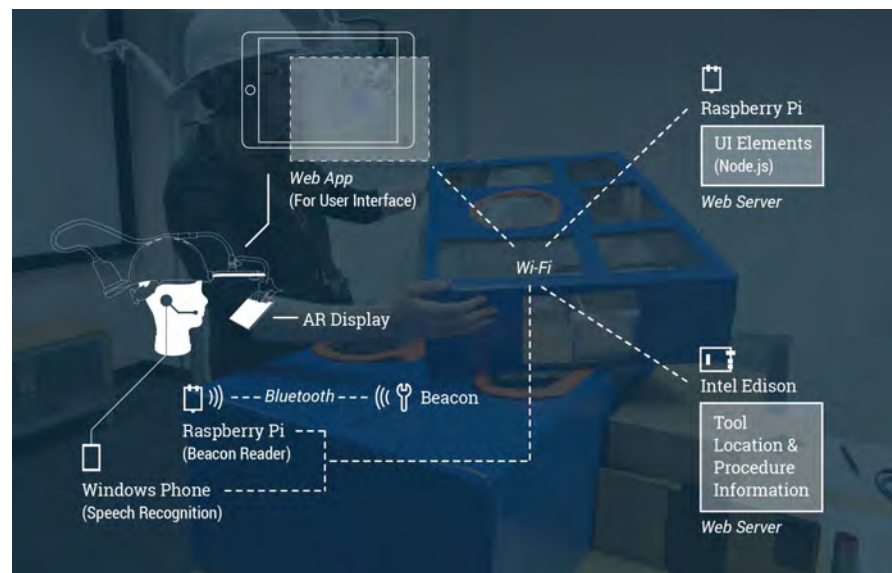 Web App
(For User Interface)
AR Display
Bluetooth
Beacon
Raspberry Pi
(Beacon Reader)
Windows Phone
(Speech Recognition)
Wi-Fi
Raspberry Pi
UI Elements
(Node.js)
Web Server
Intel Edison
Tool
Location &
Procedure
Information
Web Server